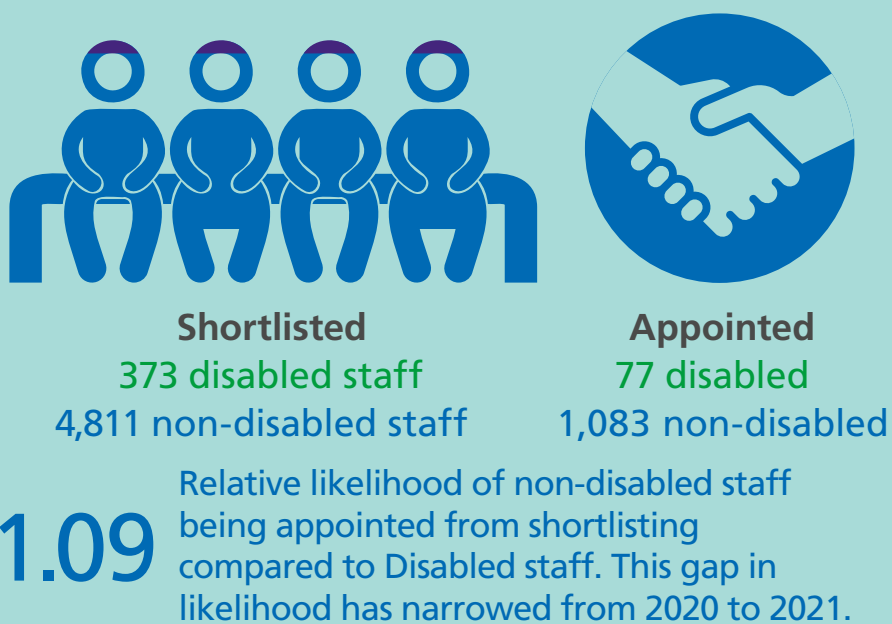 Shortlisted
373 disabled staff
4,811 non-disabled staff
Appointed
77 disabled
1,083 non-disabled
1.09
Relative likelihood of non-disabled staff
being appointed from shortlisting
compared to Disabled staff. This gap in
likelihood has narrowed from 2020 to 2021.